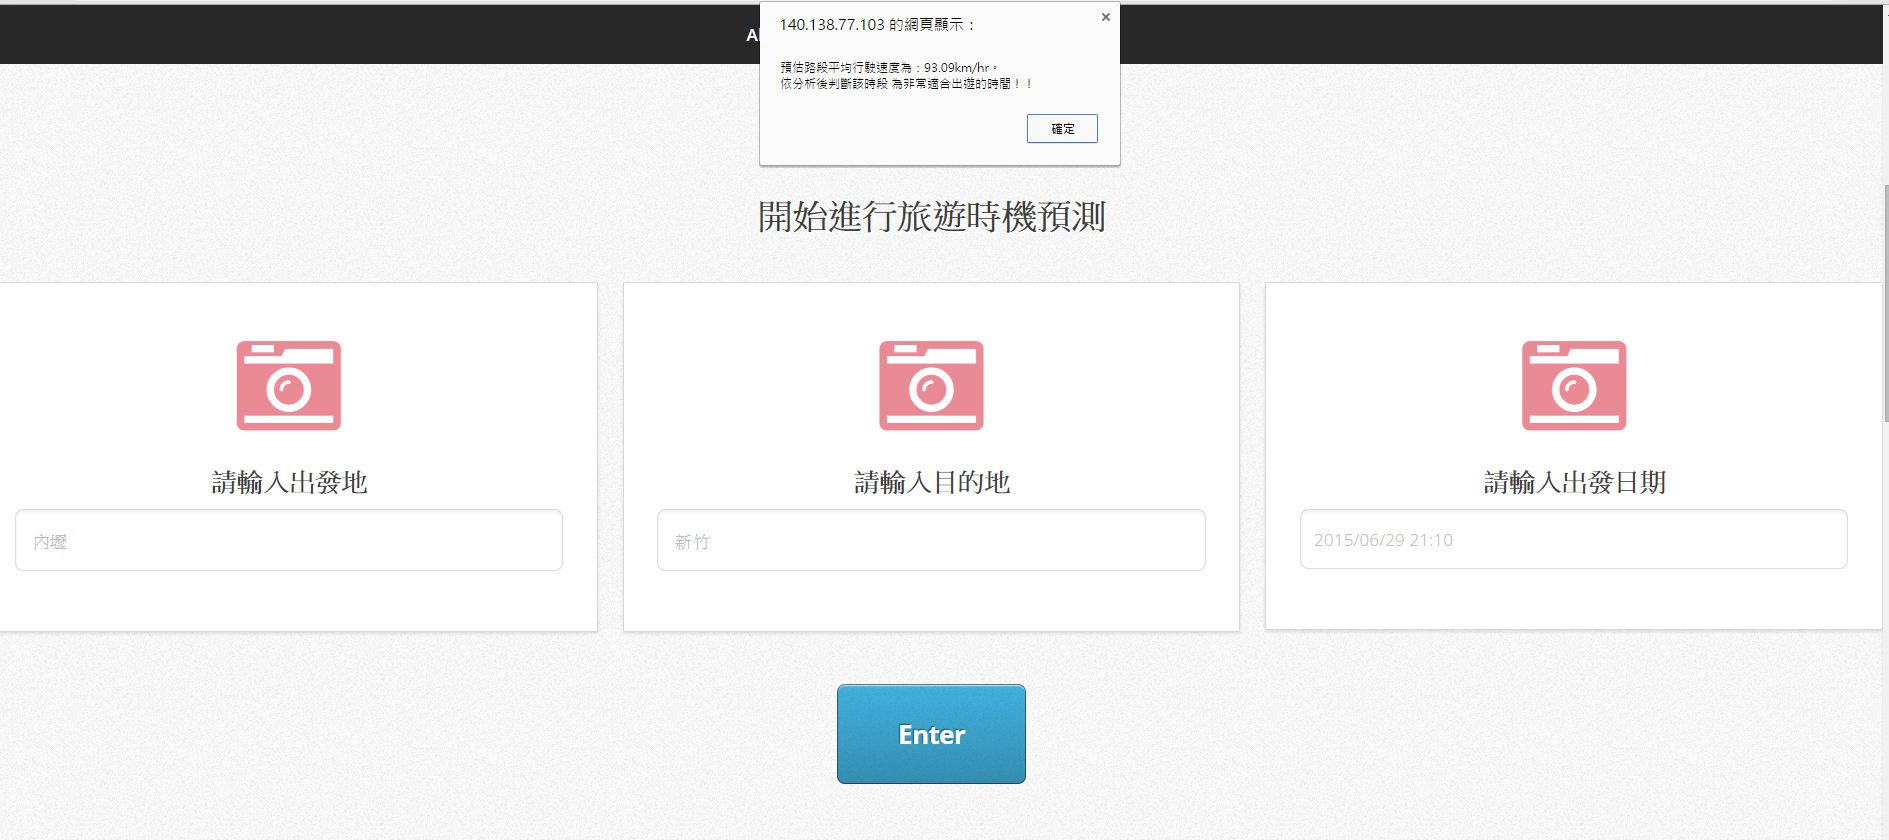 140.138.77.103 的網頁顯示：
預估路段平均行駛速度為：93.09km/hr。
依分析後判斷該時段 為非常適合出遊的時間！！
確定
開始進行旅遊時機預測
請輸入出發地
請輸入目的地
請輸入出發日期
內壢
新竹
2015/06/29 21:10
Enter